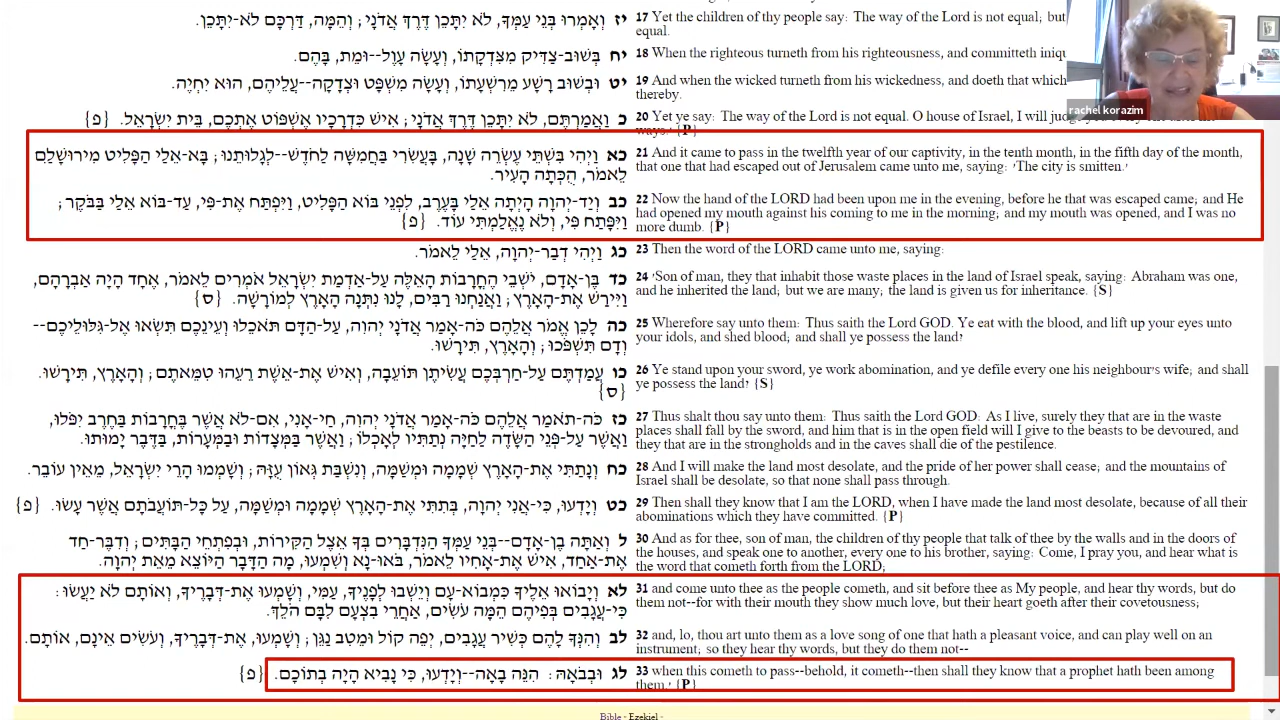 יז וַיֹּאמְרוּ בְּנֵי עַמְּךָ, לֹא יִתָּכֵן דֶּרֶךְ אֲדֹנָי; וְהֵמָּה, דַּרְכָּם לֹא-יִתָּכֵן.
17 Yet the children of thy people say: The way of the Lord is not equal; but
equal.
יח בְּשׁוּב-צַדִּיק מִצִּדְקָתוֹ, וְעָשָׂה עָוֶל--וּמֵת, בָּהֶם.
18 When the righteous turneth from his righteousness, and committeth iniqu
יט וּבְשׁוּב רָשָׁע מֵרִשְׁעָתוֹ, וְעָשָׂה מִשְׁפָּט וּצְדָקָה--עֲלֵיהֶם, הוּא יִחְיֶה.
19 And when the wicked turneth from his wickedness, and doeth that which
thereby.
כ וַאֲמַרְתֶּם, לֹא יִתָּכֵן דֶּרֶךְ אֲדֹנָי; אִישׁ כִּדְרָכָיו אֶשְׁפּוֹט אֶתְכֶם, בֵּית יִשְׂרָאֵל. {פ}
20 Yet ye say: The way of the Lord is not equal. O house of Israel, I will
ways.' {P}
כא וַיְהִי בִּשְׁתֵּי עֶשְׂרֵה שָׁנָה, בָּעֲשִׂרִי בַּחֲמִשָּׁה לַחֹדֶשׁ--לְגָלוּתֵנוּ; בָּא-אֵלַי הַפָּלִיט מִירוּשָׁלִַם
לֵאמֹר, הֻכְּתָה הָעִיר.
21 And it came to pass in the twelfth year of our captivity, in the tenth month, in the fifth day of the month,
that one that had escaped out of Jerusalem came unto me, saying: 'The city is smitten.'
כב וְיַד-יְהוָה הָיְתָה אֵלַי בָּעֶרֶב, לִפְנֵי בּוֹא הַפָּלִיט, וַיִּפְתַּח אֶת-פִּי, עַד-בּוֹא אֵלַי בַּבֹּקֶר;
וַיִּפָּתַח פִּי, וְלֹא נֶאֱלַמְתִּי עוֹד. {פ}
22 Now the hand of the LORD had been upon me in the evening, before he that was escaped came; and He
had opened my mouth against his coming to me in the morning; and my mouth was opened, and I was no
more dumb. {P}
כג וַיְהִי דְבַר-יְהוָה, אֵלַי לֵאמֹר.
23 Then the word of the LORD came unto me, saying:
כד בֶּן-אָדָם, יֹשְׁבֵי הֶחֳרָבוֹת הָאֵלֶּה עַל-אַדְמַת יִשְׂרָאֵל אֹמְרִים לֵאמֹר, אֶחָד הָיָה אַבְרָהָם,
וַיִּירַשׁ אֶת-הָאָרֶץ; וַאֲנַחְנוּ רַבִּים, לָנוּ נִתְּנָה הָאָרֶץ לְמוֹרָשָׁה. {ס}
24 'Son of man, they that inhabit those waste places in the land of Israel speak, saying: Abraham was one,
and he inherited the land; but we are many; the land is given us for inheritance. {S}
כה לָכֵן אֱמֹר אֲלֵהֶם כֹּה-אָמַר אֲדֹנָי יְהוִה, עַל-הַדָּם תֹּאכֵלוּ וְעֵינֵכֶם תִּשְׂאוּ אֶל-גִּלּוּלֵיכֶם--
וְדָם תִּשְׁפֹּכוּ; וְהָאָרֶץ, תִּירָשׁוּ.
25 Wherefore say unto them: Thus saith the Lord GOD: Ye eat with the blood, and lift up your eyes unto
your idols, and shed blood; and shall ye possess the land?
כו עֲמַדְתֶּם עַל-חַרְבְּכֶם עֲשִׂיתֶן תּוֹעֵבָה, וְאִישׁ אֶת-אֵשֶׁת רֵעֵהוּ טִמֵּאתֶם; וְהָאָרֶץ, תִּירָשׁוּ.
{ס}
26 Ye stand upon your sword, ye work abomination, and ye defile every one his neighbour's wife; and shall
ye possess the land? {S}
כז כֹּה-תֹאמַר אֲלֵהֶם כֹּה-אָמַר אֲדֹנָי יְהוִה, חַי-אָנִי, אִם-לֹא אֲשֶׁר בֶּחֳרָבוֹת בַּחֶרֶב יִפֹּלוּ,
וַאֲשֶׁר עַל-פְּנֵי הַשָּׂדֶה לַחַיָּה נְתַתִּיו לְאָכְלוֹ; וַאֲשֶׁר בַּמְּצָדוֹת וּבַמְּעָרוֹת, בַּדֶּבֶר יָמוּתוּ.
27 Thus shalt thou say unto them: Thus saith the Lord GOD: As I live, surely they that are in the waste
places shall fall by the sword, and him that is in the open field will I give to the beasts to be devoured, and
they that are in the strongholds and in the caves shall die of the pestilence.
כח וְנָתַתִּי אֶת-הָאָרֶץ שְׁמָמָה וּמְשַׁמָּה, וְנִשְׁבַּת גְּאוֹן עֻזָּהּ; וְשָׁמְמוּ הָרֵי יִשְׂרָאֵל, מֵאֵין עוֹבֵר.
28 And I will make the land most desolate, and the pride of her power shall cease; and the mountains of
Israel shall be desolate, so that none shall pass through.
כט וְיָדְעוּ, כִּי-אֲנִי יְהוָה, בְּתִתִּי אֶת-הָאָרֶץ שְׁמָמָה וּמְשַׁמָּה, עַל כָּל-תּוֹעֲבֹתָם אֲשֶׁר עָשׂוּ. {פ}
29 Then shall they know that I am the LORD, when I have made the land most desolate, because of all their
abominations which they have committed. {P}
ל וְאַתָּה בֶן-אָדָם--בְּנֵי עַמְּךָ הַנִּדְבָּרִים בְּךָ אֵצֶל הַקִּירוֹת, וּבְפִתְחֵי הַבָּתִּים; וְדִבֶּר-חַד
אֶת-אַחַד, אִישׁ אֶת-אָחִיו לֵאמֹר, בֹּאוּ-נָא וְשִׁמְעוּ, מָה הַדָּבָר הַיּוֹצֵא מֵאֵת יְהוָה.
30 And as for thee, son of man, the children of thy people that talk of thee by the walls and in the doors of
the houses, and speak one to another, every one to his brother, saying: Come, I pray you, and hear what is
the word that cometh forth from the LORD;
לא וְיָבוֹאוּ אֵלֶיךָ כִּמְבוֹא-עָם וְיֵשְׁבוּ לְפָנֶיךָ, עַמִּי, וְשָׁמְעוּ אֶת-דְּבָרֶיךָ, וְאוֹתָם לֹא יַעֲשׂוּ:
כִּי-עֲגָבִים בְּפִיהֶם הֵמָּה עֹשִׂים, אַחֲרֵי בִצְעָם לִבָּם הֹלֵךְ.
31 and come unto thee as the people cometh, and sit before thee as My people, and hear thy words, but do
them not--for with their mouth they show much love, but their heart goeth after their covetousness;
לב וְהִנְּךָ לָהֶם כְּשִׁיר עֲגָבִים, יְפֵה קוֹל וּמֵטִב נַגֵּן; וְשָׁמְעוּ, אֶת-דְּבָרֶיךָ, וְעֹשִׂים אֵינָם, אוֹתָם.
32 and, lo, thou art unto them as a love song of one that hath a pleasant voice, and can play well on an
instrument; so they hear thy words, but they do them not--
לג וּבְבֹאָהּ: הִנֵּה בָאָה--וְיָדְעוּ, כִּי נָבִיא הָיָה בְתוֹכָם. {פ}
33 when this cometh to pass--behold, it cometh--then shall they know that a prophet hath been among
them.' {P}
Bible - Ezekiel -
rachel korazim